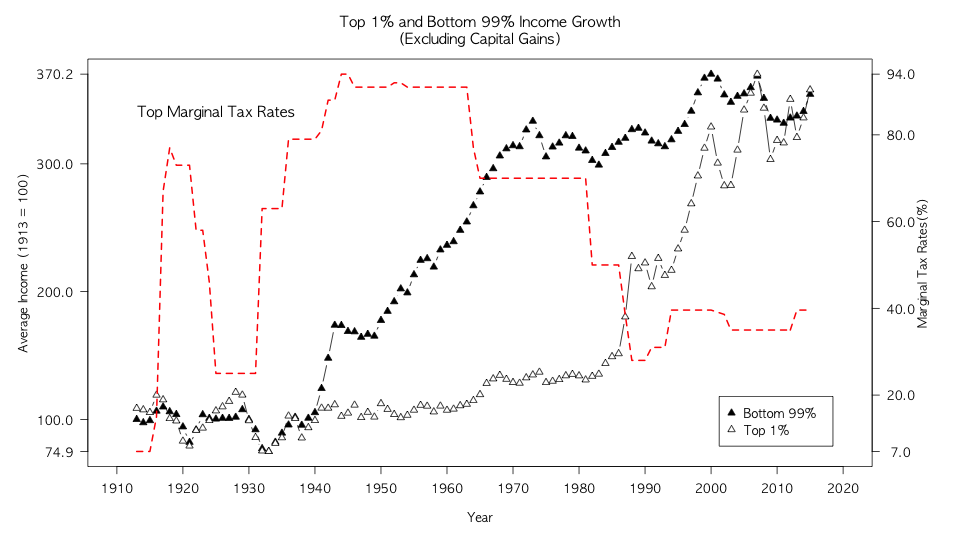 Top 1% and Bottom 99% Income Growth
(Excluding Capital Gains)
370.2
94.0
Top Marginal Tax Rates
80.0
300.0
60.0
Average Income (1913 = 100)
Marginal Tax Rates(%)
200.0
40.0
20.0
Bottom 99%
100.0
Top 1%
74.9
7.0
1910 1920 1930 1940 1950 1960 1970 1980 1990 2000 2010 2020
Year